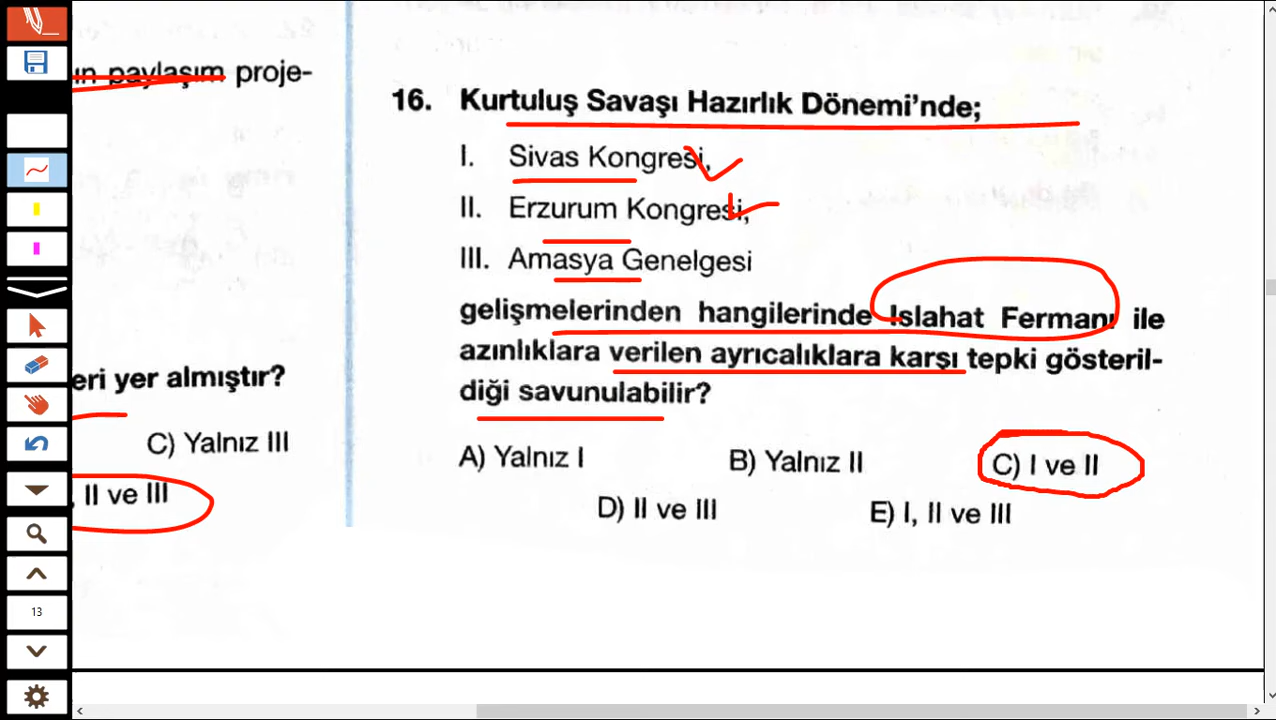 ın paylaşım proje-
eri yer almıştır?
C) Yalnız III
, II ve III
16. Kurtuluş Savaşı Hazırlık Dönemi'nde;
I. Sivas Kongresi,
II. Erzurum Kongresi,
III. Amasya Genelgesi
gelişmelerinden hangilerinde Islahat Fermanı ile
azınlıklara verilen ayrıcalıklara karşı tepki gösteril-
diği savunulabilir?
A) Yalnız I
B) Yalnız II
C) I ve II
D) II ve III
E) I, II ve III
13